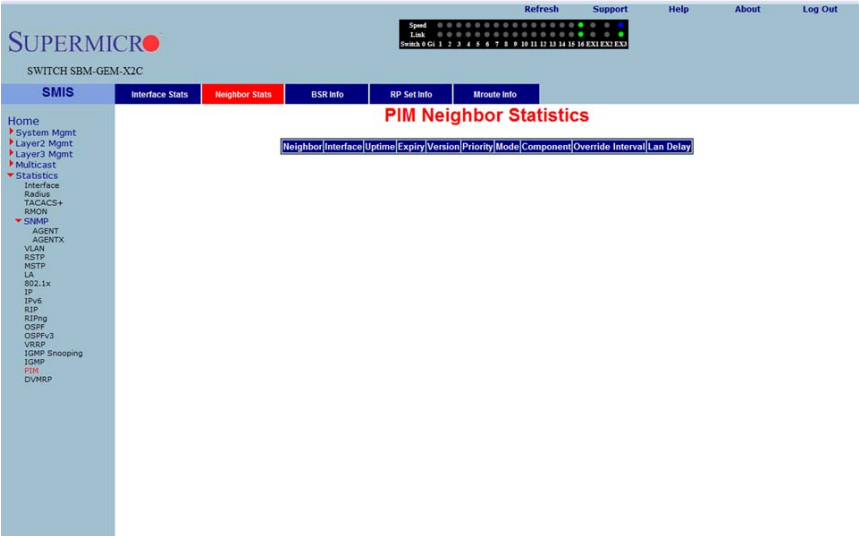 Refresh Support Help About Log Out
SUPERMICRO
Speed
Link
Switch 0 Gi 1 2 3 4 5 6 7 8 9 10 11 12 13 14 15 16 EX1 EX2 EX3
SWITCH SBM-GEM-X2C
SMIS
Interface Stats Neighbor Stats BSR Info RP Set Info Mroute Info
PIM Neighbor Statistics
Neighbor Interface Uptime Expiry Version Priority Mode Component Override Interval Lan Delay
Home
System Mgmt
Layer2 Mgmt
Layer3 Mgmt
Multicast
Statistics
Interface
Radius
TACACS+
RMON
SNMP
AGENT
AGENTX
VLAN
RSTP
MSTP
LA
802.1x
IP
IPv6
RIP
RIPng
OSPF
OSPFv3
VRRP
IGMP Snooping
IGMP
PIM
DVMRP